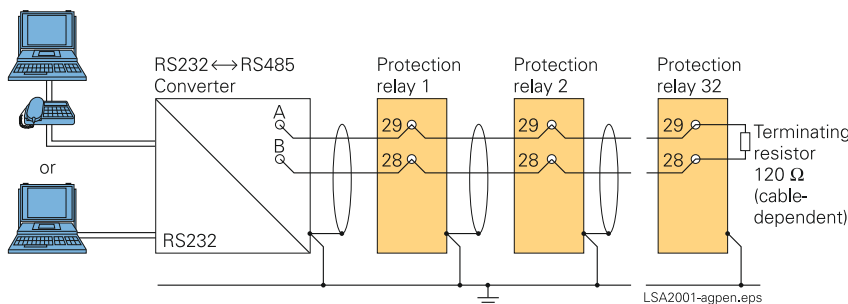 RS232 ↔ RS485
Converter
Protection
relay 1
Protection
relay 2
Protection
relay 32
A
29
29
29
B
28
28
28
Terminating
resistor
120 Ω
(cable-
dependent)
or
RS232
LSA2001-agpen.eps